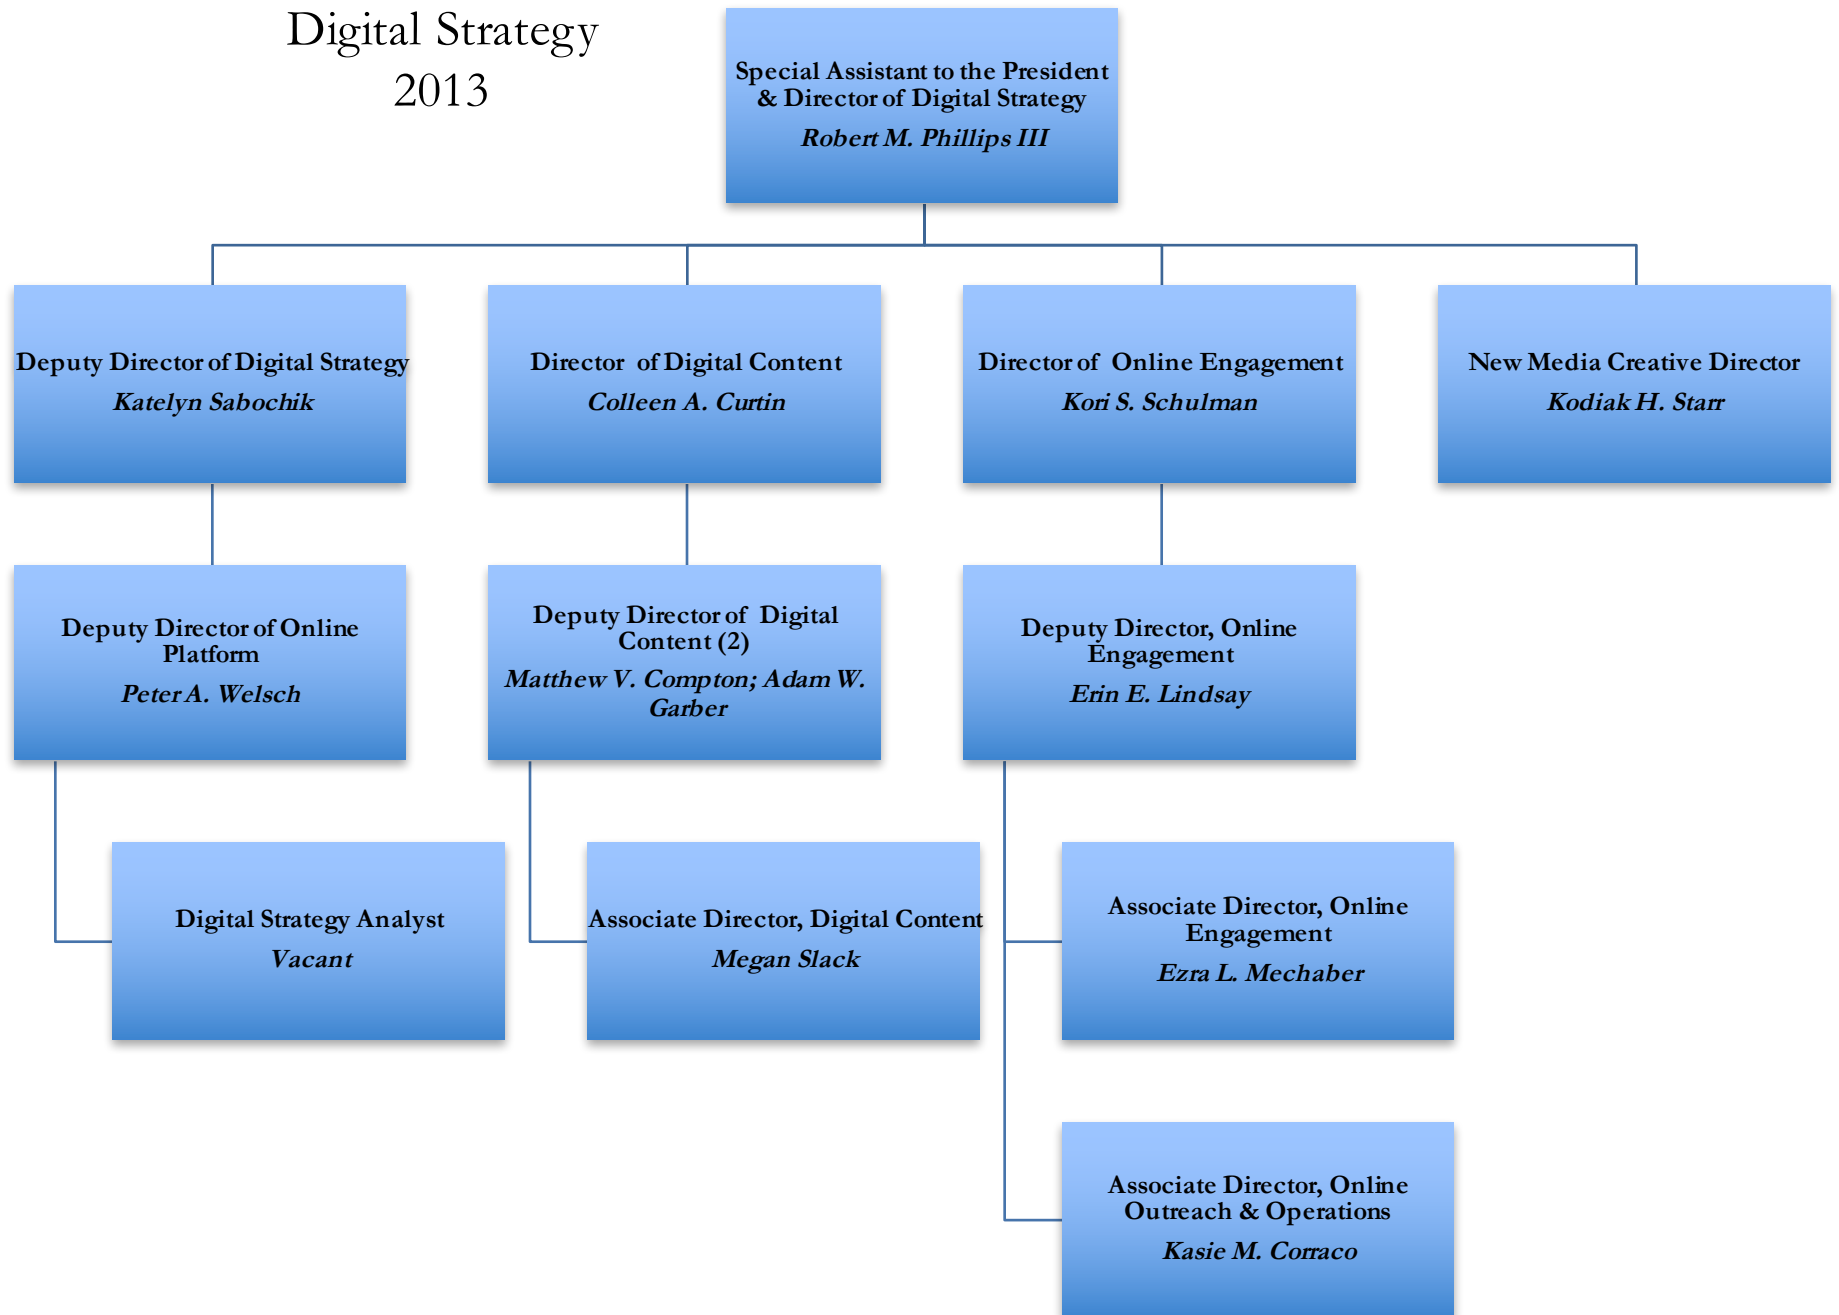 Digital Strategy
2013
Special Assistant to the President
& Director of Digital Strategy
Robert M. Phillips III
Deputy Director of Digital Strategy
Katelyn Sabochik
Director of Digital Content
Colleen A. Curtin
Director of Online Engagement
Kori S. Schulman
New Media Creative Director
Kodiak H. Starr
Deputy Director of Online
Platform
Peter A. Welsch
Deputy Director of Digital
Content (2)
Matthew V. Compton; Adam W.
Garber
Deputy Director, Online
Engagement
Erin E. Lindsay
Digital Strategy Analyst
Vacant
Associate Director, Digital Content
Megan Slack
Associate Director, Online
Engagement
Ezra L. Mechaber
Associate Director, Online
Outreach & Operations
Kasie M. Corraco